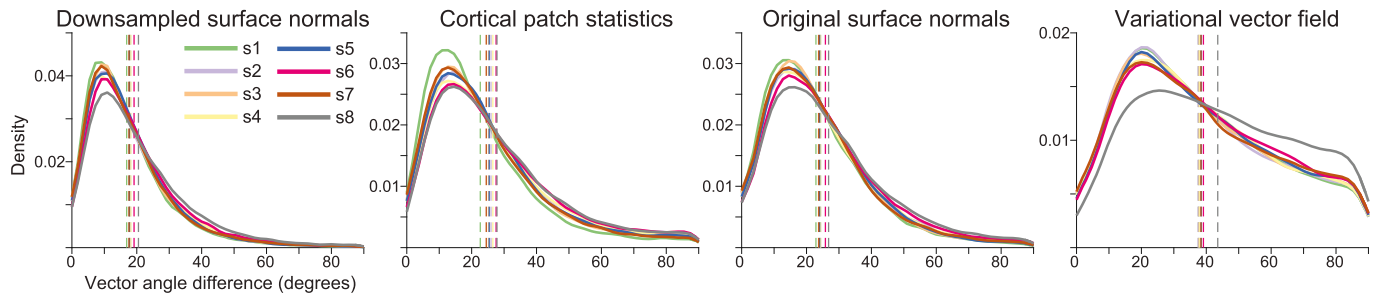 Downsampled surface normals
Cortical patch statistics
Original surface normals
Variational vector field
s1 s5
s2 s6
s3 s7
s4 s8
Density
0.04
0.02
0.03
0.02
0.01
0.03
0.02
0.01
0.02
0.01
0 20 40 60 80
0 20 40 60 80
0 20 40 60 80
0 20 40 60 80
Vector angle difference (degrees)